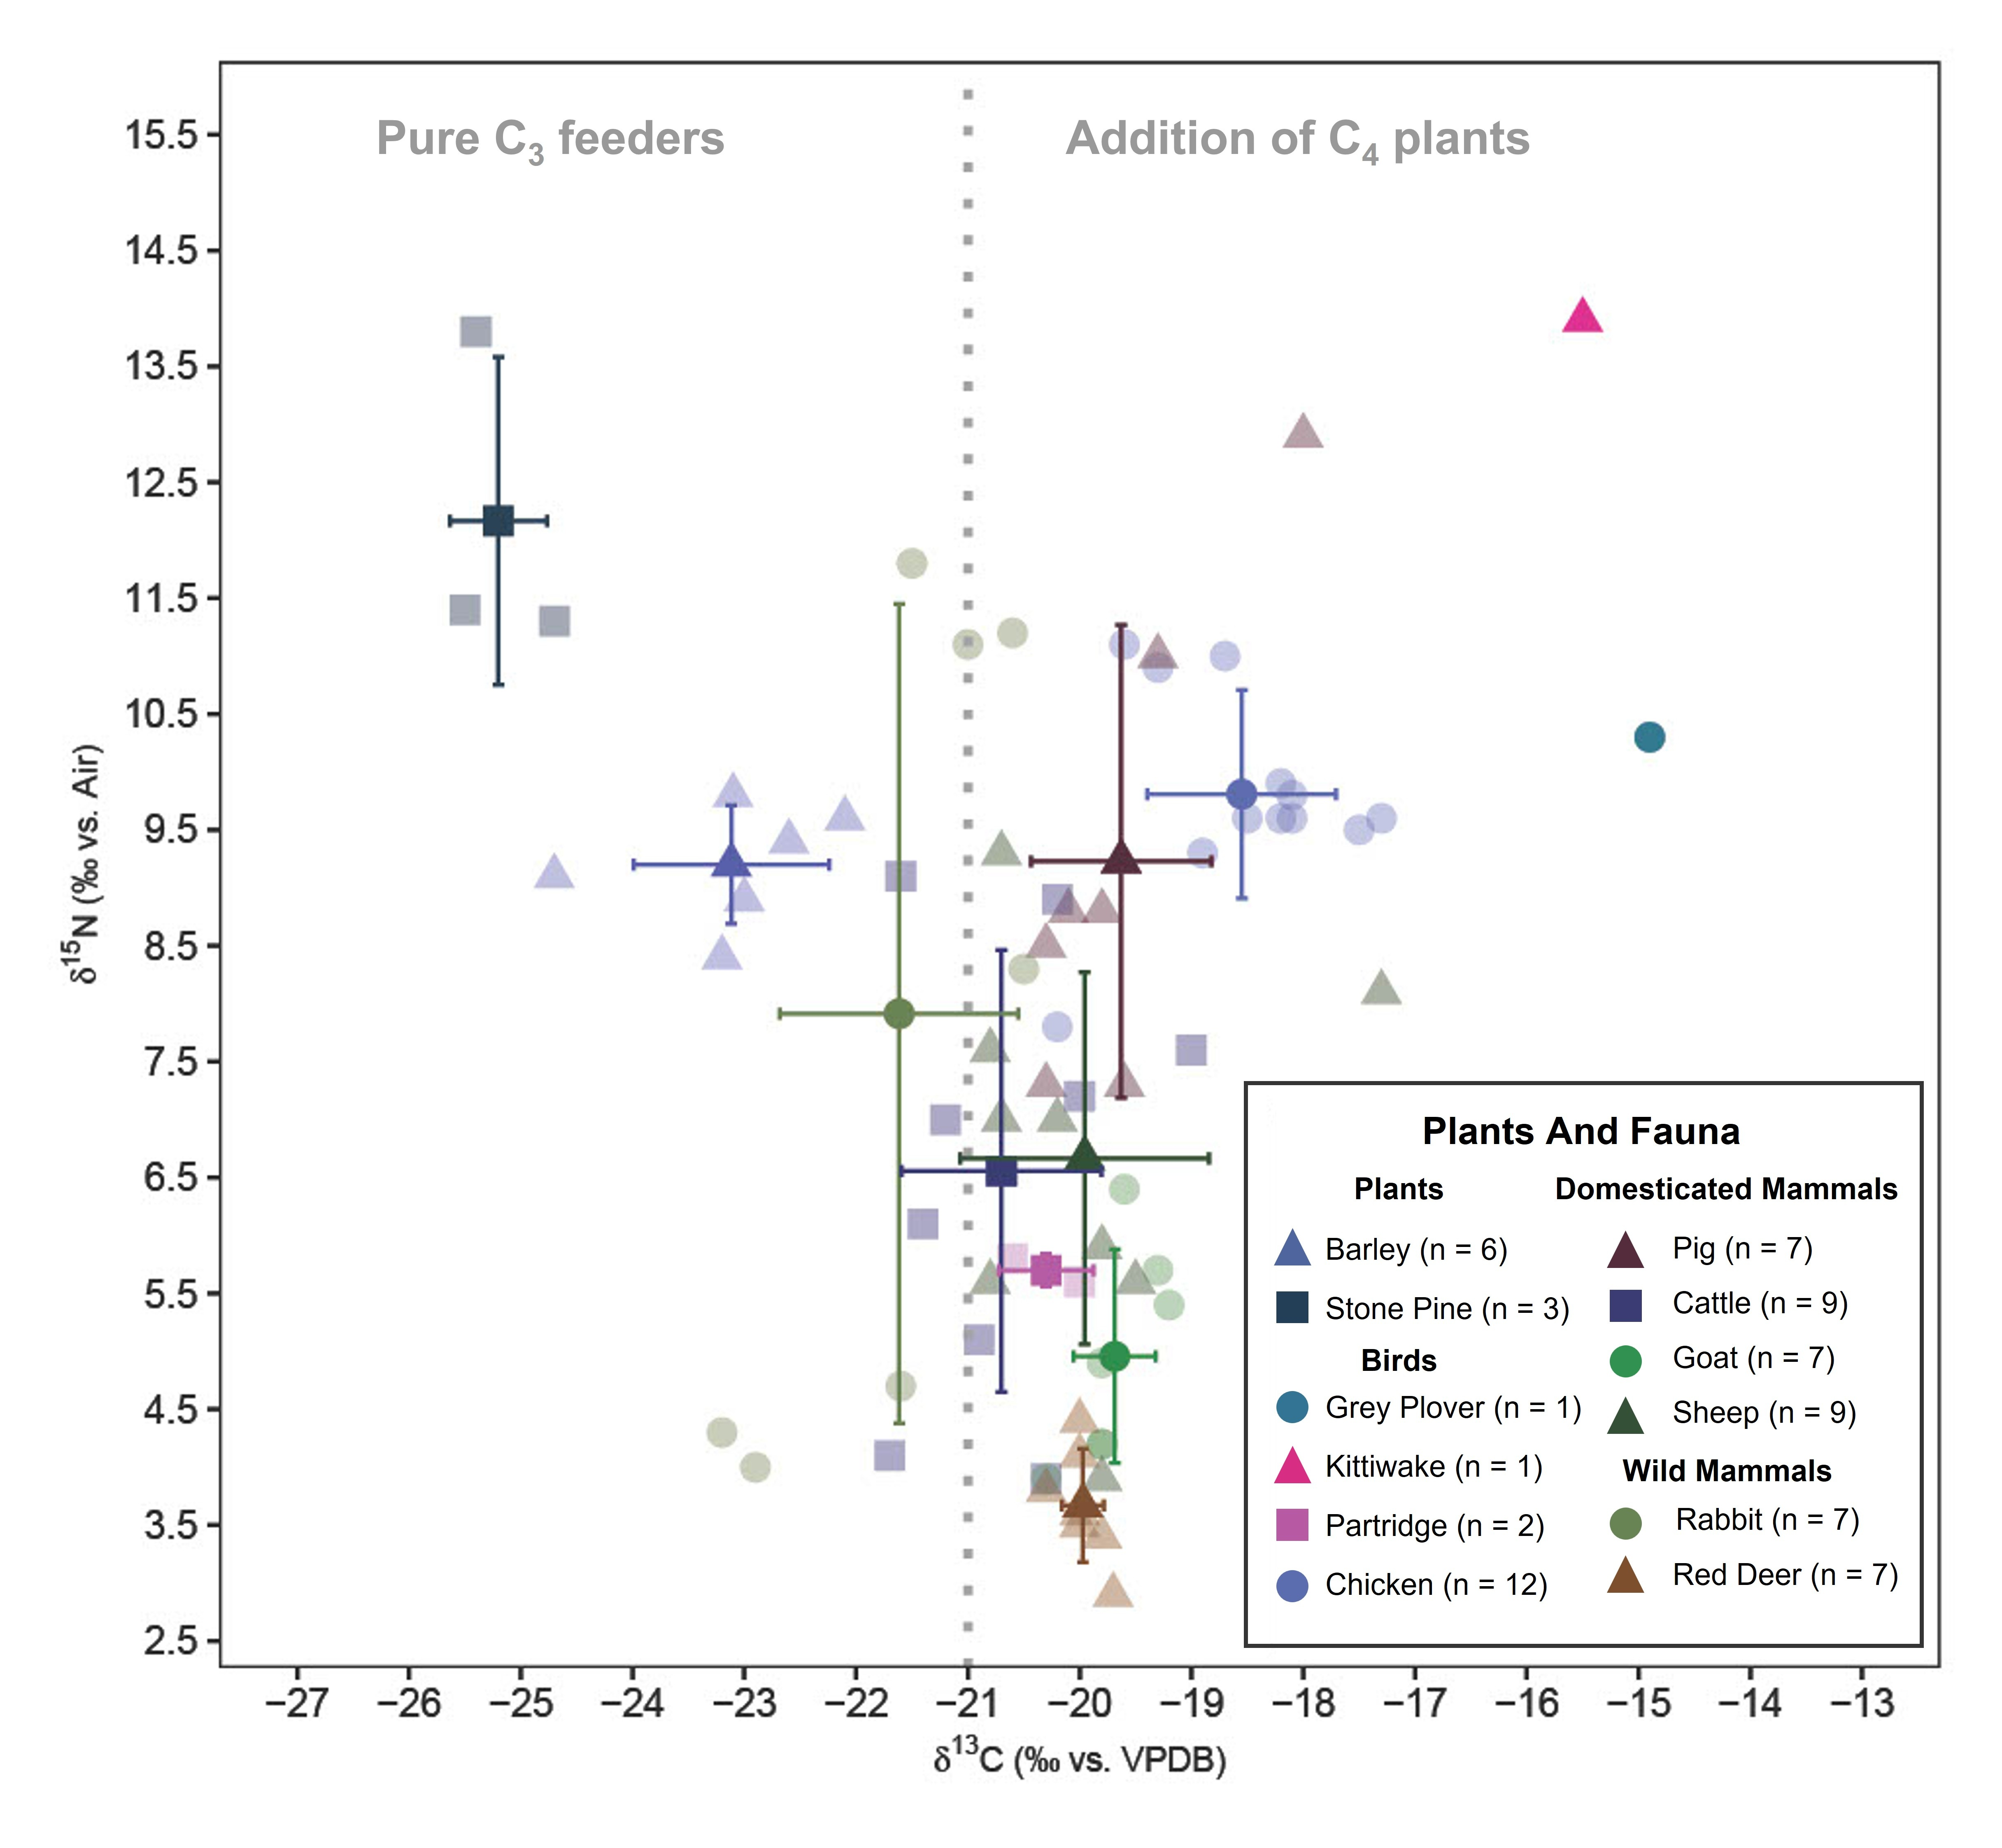 Pure C₃ feeders
Addition of C₄ plants
15.5
14.5
13.5
12.5
11.5
10.5
9.5
8.5
7.5
6.5
5.5
4.5
3.5
2.5
δ¹⁵N (‰ vs. Air)
−27 −26 −25 −24 −23 −22 −21 −20 −19 −18 −17 −16 −15 −14 −13
δ¹³C (‰ vs. VPDB)
Plants And Fauna
Plants
Barley (n = 6)
Stone Pine (n = 3)
Birds
Grey Plover (n = 1)
Kittiwake (n = 1)
Partridge (n = 2)
Chicken (n = 12)
Domesticated Mammals
Pig (n = 7)
Cattle (n = 9)
Goat (n = 7)
Sheep (n = 9)
Wild Mammals
Rabbit (n = 7)
Red Deer (n = 7)